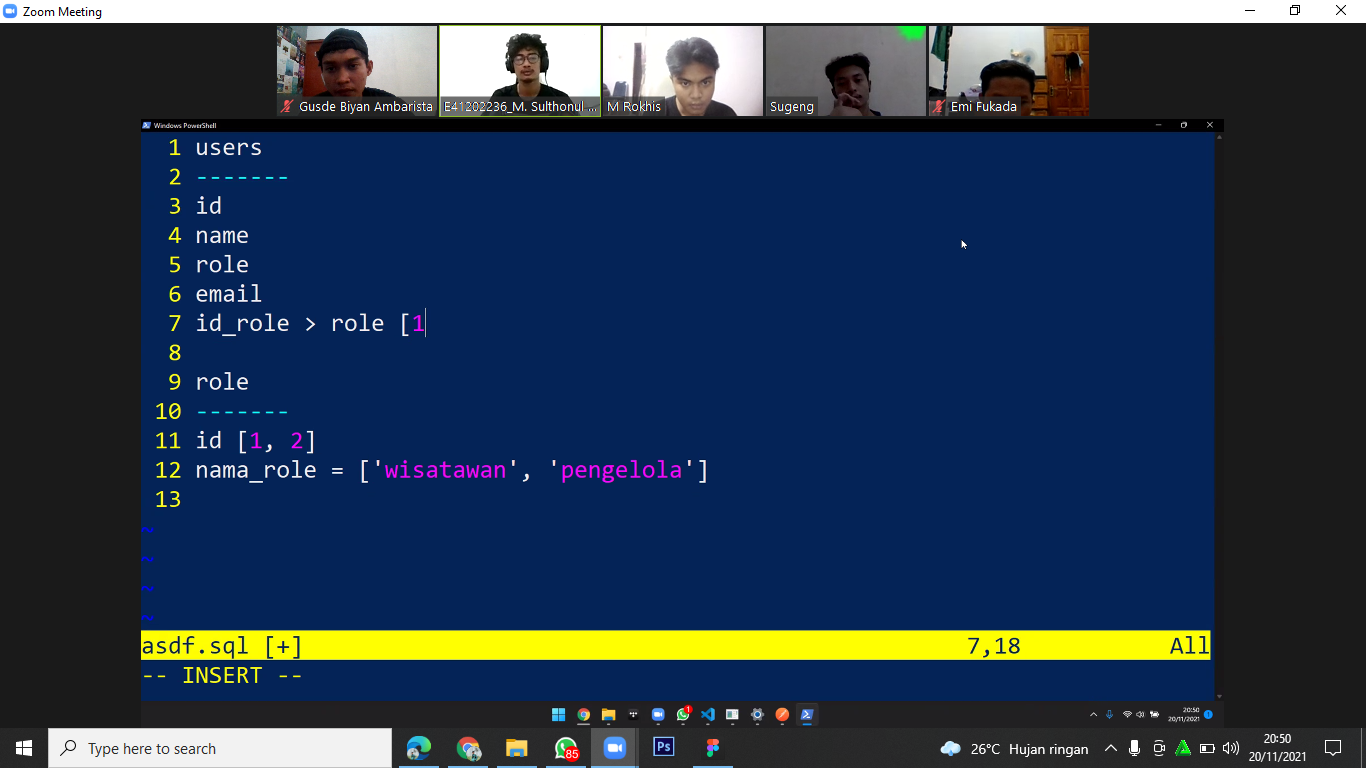 Zoom Meeting
Gusde Biyan Ambarista
E41202236_M. Sulthonul ...
M Rokhis
Sugeng
Emi Fukada
Windows PowerShell
1 users
2 -------
3 id
4 name
5 role
6 email
7 id_role > role [1
8
9 role
10 -------
11 id [1, 2]
12 nama_role = ['wisatawan', 'pengelola']
13
~
~
~
~
asdf.sql [+] 7,18 All
-- INSERT --
1
20:50
20/11/2021
1
Type here to search
85
Ps
26°C Hujan ringan
20:50
20/11/2021